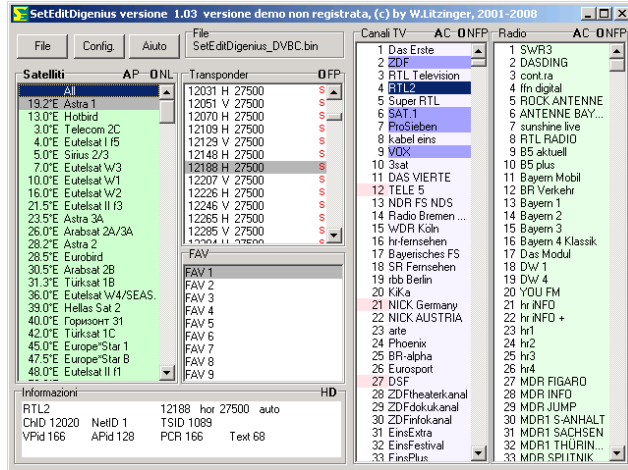 SetEditDigenius versione 1.03 versione demo non registrata, (c) by W.Litzinger, 2001-2008
File
Config.
Aiuto
File
SetEditDigenius_DVBC.bin
Satelliti AP ONL
All
19.2°E Astra 1
13.0°E Hotbird
3.0°E Telecom 2C
4.0°E Eutelsat I f5
5.0°E Sirius 2/3
7.0°E Eutelsat W3
10.0°E Eutelsat W1
16.0°E Eutelsat W2
21.5°E Eutelsat II f3
23.5°E Astra 3A
26.0°E Arabsat 2A/3A
28.2°E Astra 2
28.5°E Eurobird
30.5°E Arabsat 2B
31.3°E Türksat 1B
36.0°E Eutelsat W4/SEAS.
39.0°E Hellas Sat 2
40.0°E Горизонт 31
42.0°E Türksat 1C
45.0°E Europe*Star 1
47.5°E Europe*Star B
48.0°E Eutelsat II f1
Transponder OFP
12031 H 27500 S
12051 V 27500 S
12070 H 27500 S
12109 H 27500 S
12129 V 27500 S
12148 H 27500 S
12188 H 27500 S
12207 V 27500 S
12226 H 27500 S
12246 V 27500 S
12265 H 27500 S
12285 V 27500 S
12304 H 27500 S
FAV
FAV 1
FAV 2
FAV 3
FAV 4
FAV 5
FAV 6
FAV 7
FAV 8
FAV 9
Informazioni HD
RTL2 12188 hor 27500 auto
ChID 12020 NetID 1 TSID 1089
VPid 166 APid 128 PCR 166 Text 68
Canali TV AC ONFP
1 Das Erste
2 ZDF
3 RTL Television
4 RTL2
5 Super RTL
6 SAT.1
7 ProSieben
8 kabel eins
9 VOX
10 3sat
11 DAS VIERTE
12 TELE 5
13 NDR FS NDS
14 Radio Bremen ...
15 WDR Köln
16 hr-fernsehen
17 Bayerisches FS
18 SR Fernsehen
19 rbb Berlin
20 KiKa
21 NICK Germany
22 NICK AUSTRIA
23 arte
24 Phoenix
25 BR-alpha
26 Eurosport
27 DSF
28 ZDFtheaterkanal
29 ZDFdokukanal
30 ZDFinfokanal
31 EinsExtra
32 EinsFestival
33 EinsPlus
Radio AC ONFP
1 SWR3
2 DASDING
3 cont.ra
4 ffn digital
5 ROCK ANTENNE
6 ANTENNE BAY...
7 sunshine live
8 RTL RADIO
9 B5 aktuell
10 B5 plus
11 Bayern Mobil
12 BR Verkehr
13 Bayern 1
14 Bayern 2
15 Bayern 3
16 Bayern 4 Klassik
17 Das Modul
18 DW 1
19 DW 4
20 YOU FM
21 hr iNFO
22 hr iNFO +
23 hr1
24 hr2
25 hr3
26 hr4
27 MDR FIGARO
28 MDR INFO
29 MDR JUMP
30 MDR1 S-ANHALT
31 MDR1 SACHSEN
32 MDR1 THÜRIN...
33 MDR SPUTNIK